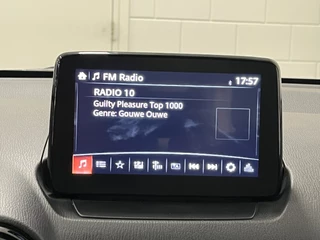 FM Radio
17:57
RADIO 10
Guilty Pleasure Top 1000
Genre: Gouwe Ouwe